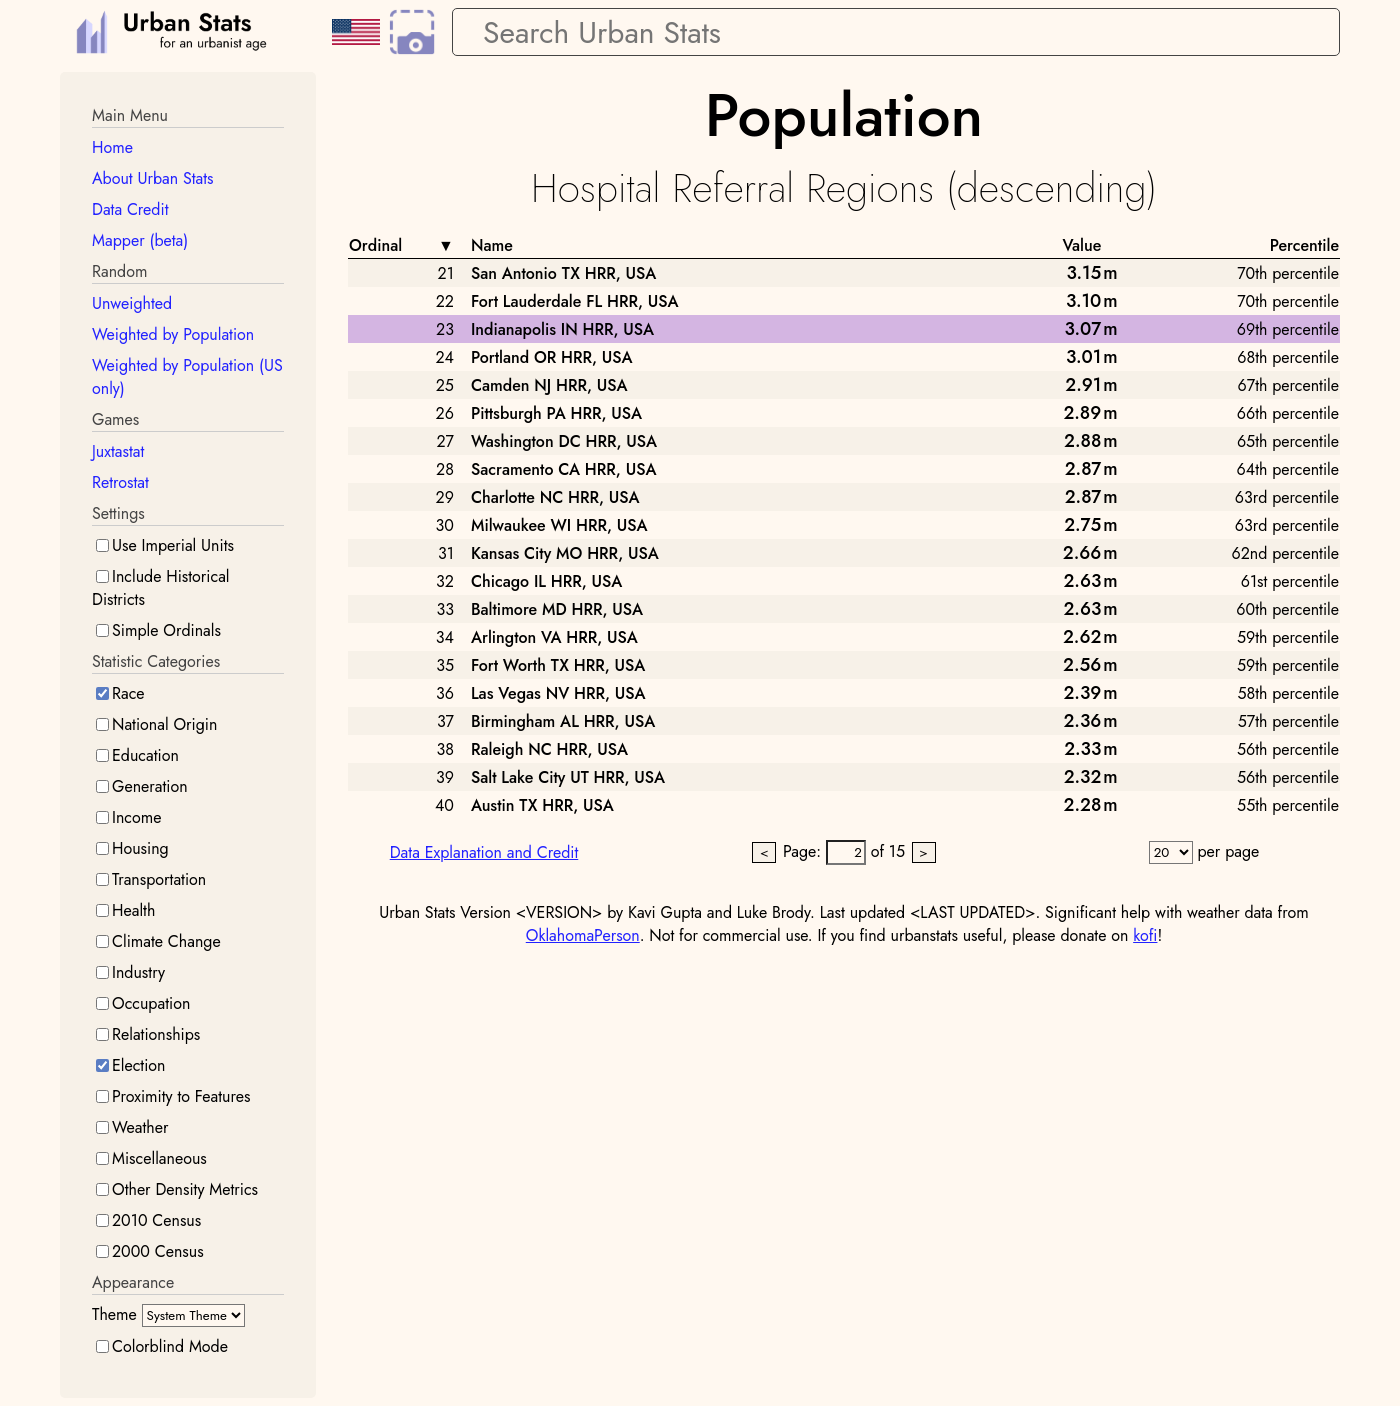 Urban Stats
for an urbanist age
Search Urban Stats
Main Menu
Home
About Urban Stats
Data Credit
Mapper (beta)
Random
Unweighted
Weighted by Population
Weighted by Population (US
only)
Games
Juxtastat
Retrostat
Settings
Use Imperial Units
Include Historical
Districts
Simple Ordinals
Statistic Categories
Race
National Origin
Education
Generation
Income
Housing
Transportation
Health
Climate Change
Industry
Occupation
Relationships
Election
Proximity to Features
Weather
Miscellaneous
Other Density Metrics
2010 Census
2000 Census
Appearance
Theme System Theme
Colorblind Mode
Population
Hospital Referral Regions (descending)
Ordinal ▼ Name Value Percentile
21 San Antonio TX HRR, USA 3.15 m 70th percentile
22 Fort Lauderdale FL HRR, USA 3.10 m 70th percentile
23 Indianapolis IN HRR, USA 3.07 m 69th percentile
24 Portland OR HRR, USA 3.01 m 68th percentile
25 Camden NJ HRR, USA 2.91 m 67th percentile
26 Pittsburgh PA HRR, USA 2.89 m 66th percentile
27 Washington DC HRR, USA 2.88 m 65th percentile
28 Sacramento CA HRR, USA 2.87 m 64th percentile
29 Charlotte NC HRR, USA 2.87 m 63rd percentile
30 Milwaukee WI HRR, USA 2.75 m 63rd percentile
31 Kansas City MO HRR, USA 2.66 m 62nd percentile
32 Chicago IL HRR, USA 2.63 m 61st percentile
33 Baltimore MD HRR, USA 2.63 m 60th percentile
34 Arlington VA HRR, USA 2.62 m 59th percentile
35 Fort Worth TX HRR, USA 2.56 m 59th percentile
36 Las Vegas NV HRR, USA 2.39 m 58th percentile
37 Birmingham AL HRR, USA 2.36 m 57th percentile
38 Raleigh NC HRR, USA 2.33 m 56th percentile
39 Salt Lake City UT HRR, USA 2.32 m 56th percentile
40 Austin TX HRR, USA 2.28 m 55th percentile
Data Explanation and Credit < Page: 2 of 15 > 20 per page
Urban Stats Version <VERSION> by Kavi Gupta and Luke Brody. Last updated <LAST UPDATED>. Significant help with weather data from
OklahomaPerson. Not for commercial use. If you find urbanstats useful, please donate on kofi!